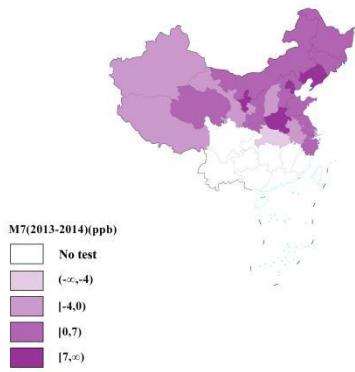 M7(2013-2014)(ppb)
No test
(-∞,-4)
[-4,0)
[0,7)
[7,∞)